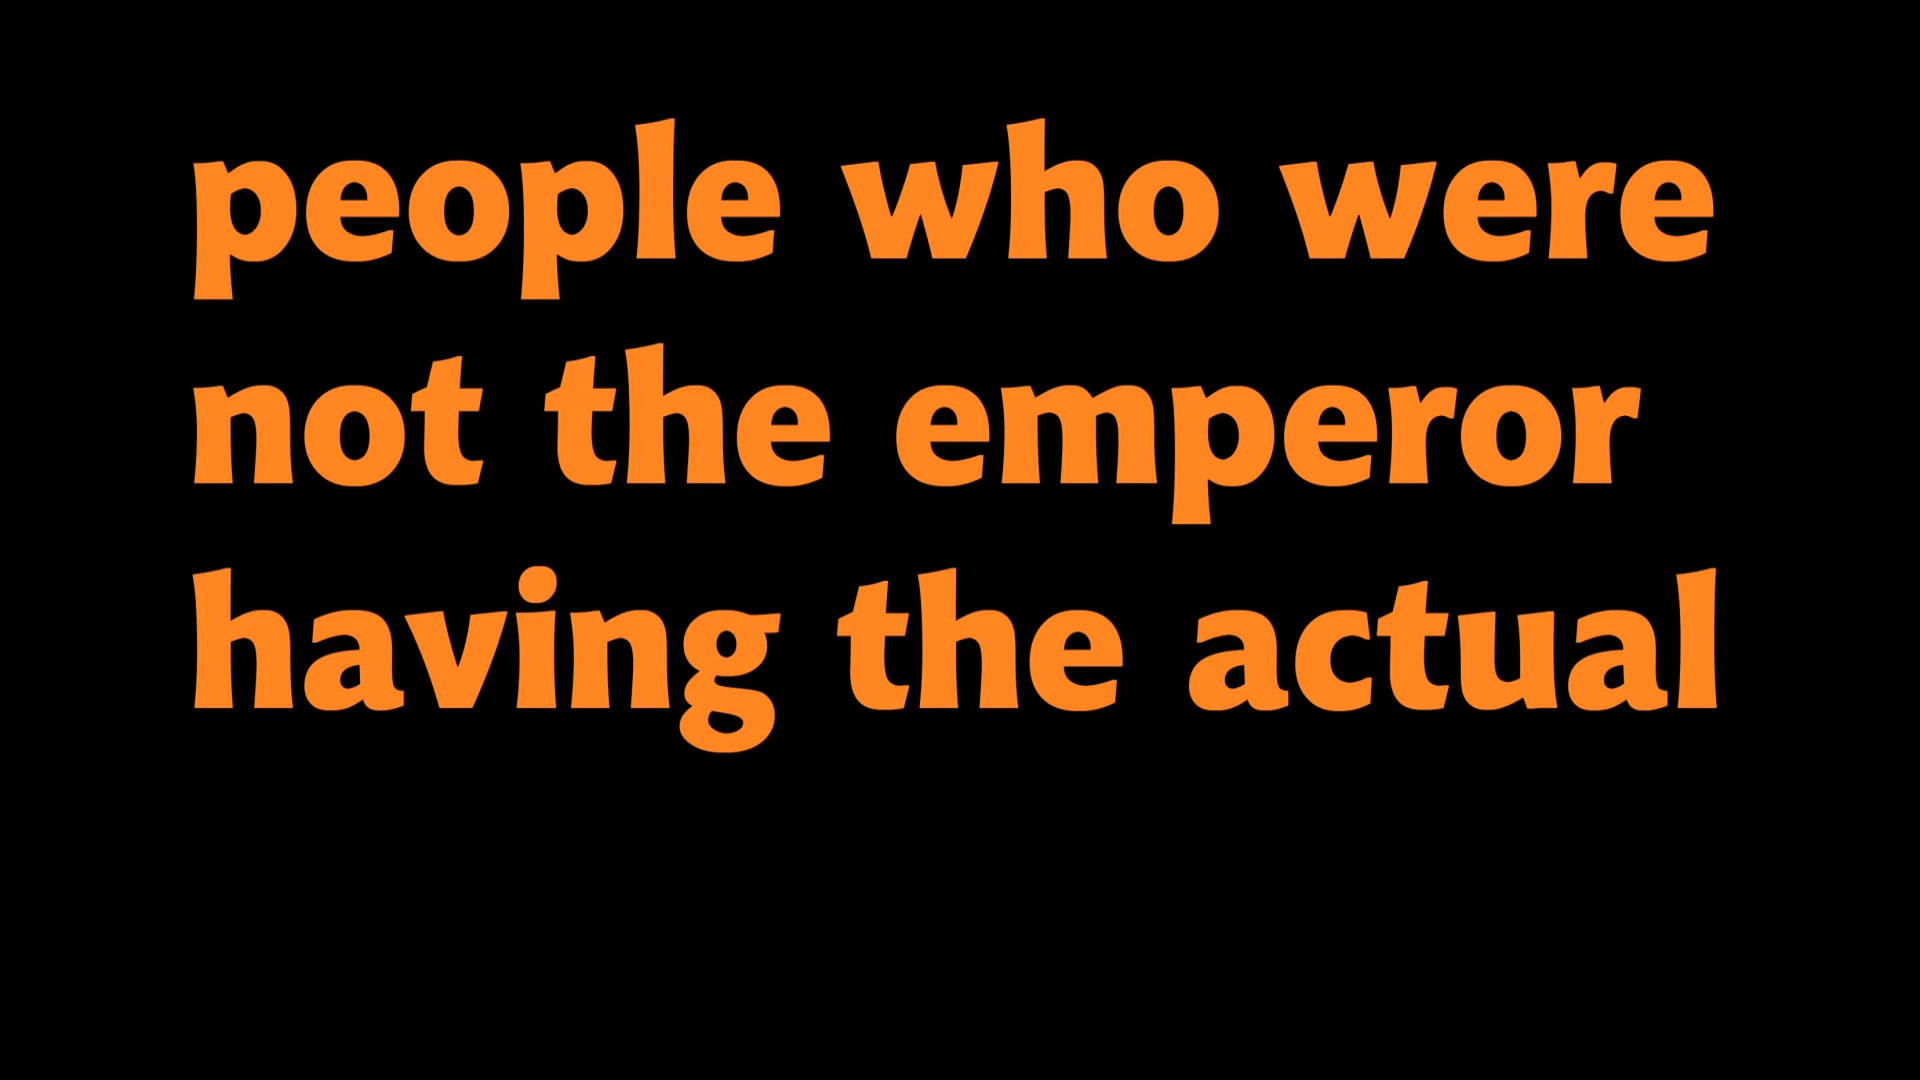 people who were
not the emperor
having the actual